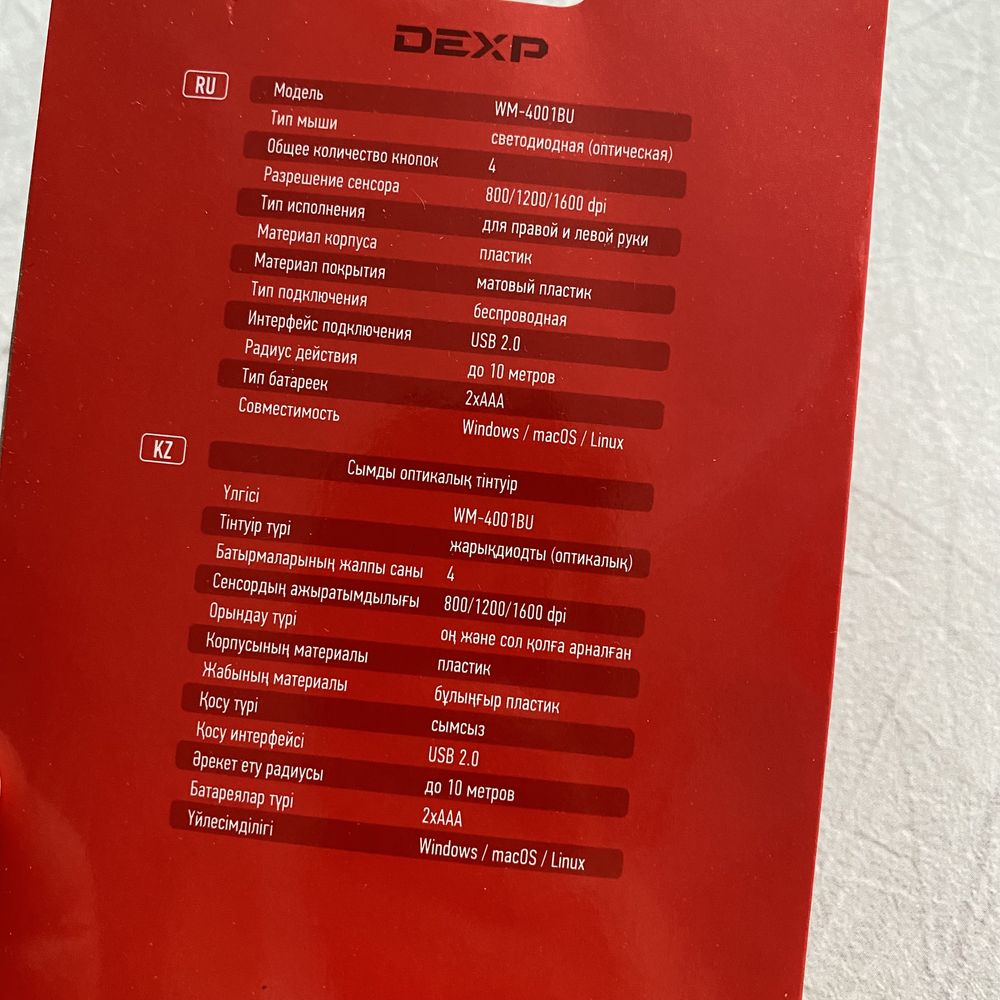 DEXP
RU
Модель WM-4001BU
Тип мыши светодиодная (оптическая)
Общее количество кнопок 4
Разрешение сенсора 800/1200/1600 dpi
Тип исполнения для правой и левой руки
Материал корпуса пластик
Материал покрытия матовый пластик
Тип подключения беспроводная
Интерфейс подключения USB 2.0
Радиус действия до 10 метров
Тип батареек 2xAAA
Совместимость Windows / macOS / Linux
KZ
Сымды оптикалық тінтуір
Үлгісі WM-4001BU
Тінтуір түрі жарықдиодты (оптикалық)
Батырмаларының жалпы саны 4
Сенсордың ажыратымдылығы 800/1200/1600 dpi
Орындау түрі оң және сол қолға арналған
Корпусының материалы пластик
Жабының материалы бұлыңғыр пластик
Қосу түрі сымсыз
Қосу интерфейсі USB 2.0
Әрекет ету радиусы до 10 метров
Батареялар түрі 2xAAA
Үйлесімділігі Windows / macOS / Linux